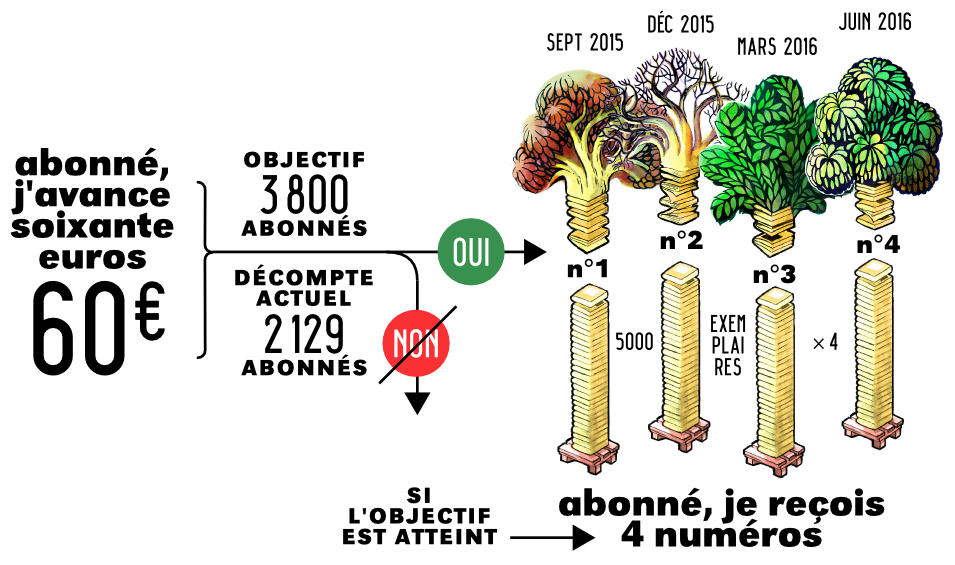 abonné,
j'avance
soixante
euros
60€
OBJECTIF
3 800
ABONNÉS
DÉCOMPTE
ACTUEL
2 129
ABONNÉS
OUI
NON
SEPT 2015
DÉC 2015
MARS 2016
JUIN 2016
n°1
n°2
n°3
n°4
5000
EXEM
PLAI
RES
× 4
SI
L'OBJECTIF
EST ATTEINT
abonné, je reçois
4 numéros